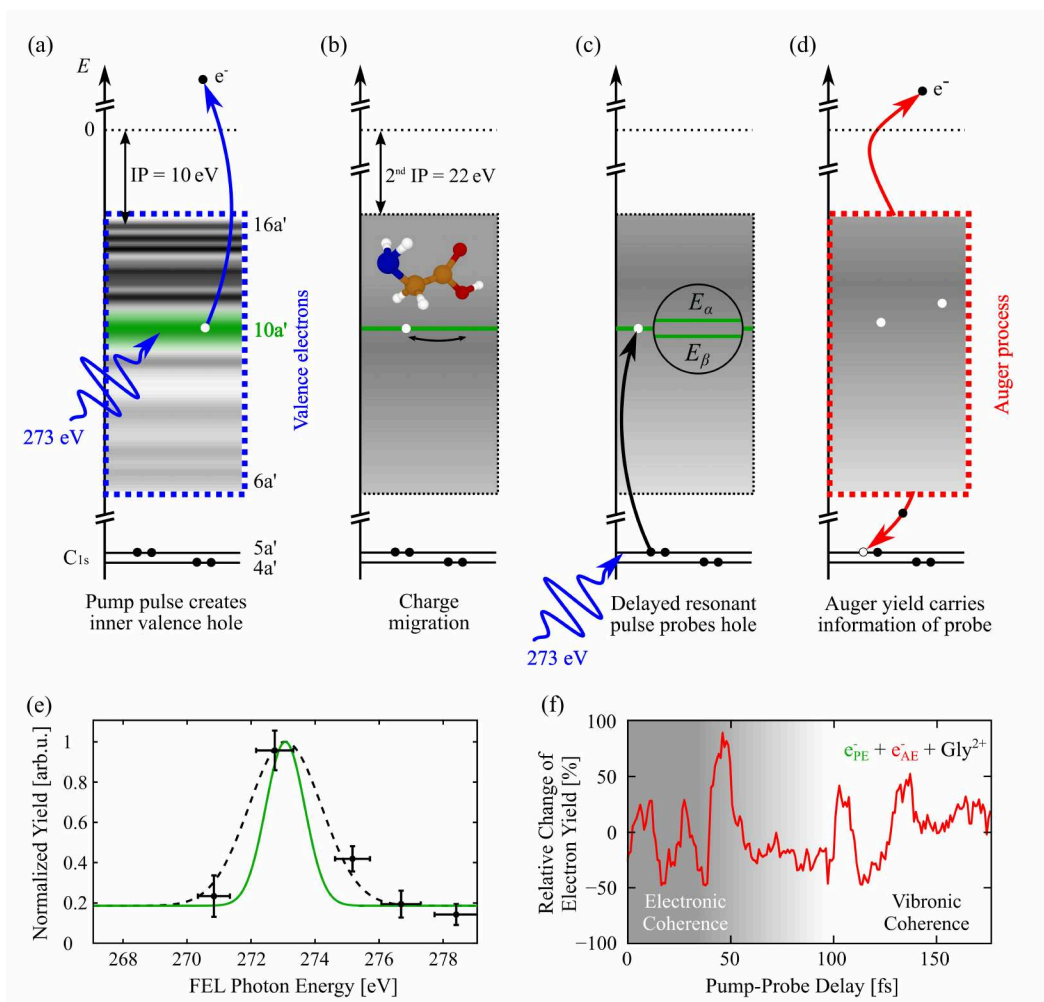 (a)
E
e-
0
IP = 10 eV
16a'
10a'
Valence electrons
273 eV
6a'
C1s
5a'
4a'
Pump pulse creates
inner valence hole
(b)
2nd IP = 22 eV
Charge
migration
(c)
Eα
Eβ
Delayed resonant
pulse probes hole
273 eV
(d)
e-
Auger process
Auger yield carries
information of probe
(e)
Normalized Yield [arb.u.]
1
0.8
0.6
0.4
0.2
0
268 270 272 274 276 278
FEL Photon Energy [eV]
(f)
Relative Change of
Electron Yield [%]
100
50
0
−50
−100
e-PE + e-AE + Gly2+
Electronic
Coherence
Vibronic
Coherence
0 50 100 150
Pump-Probe Delay [fs]